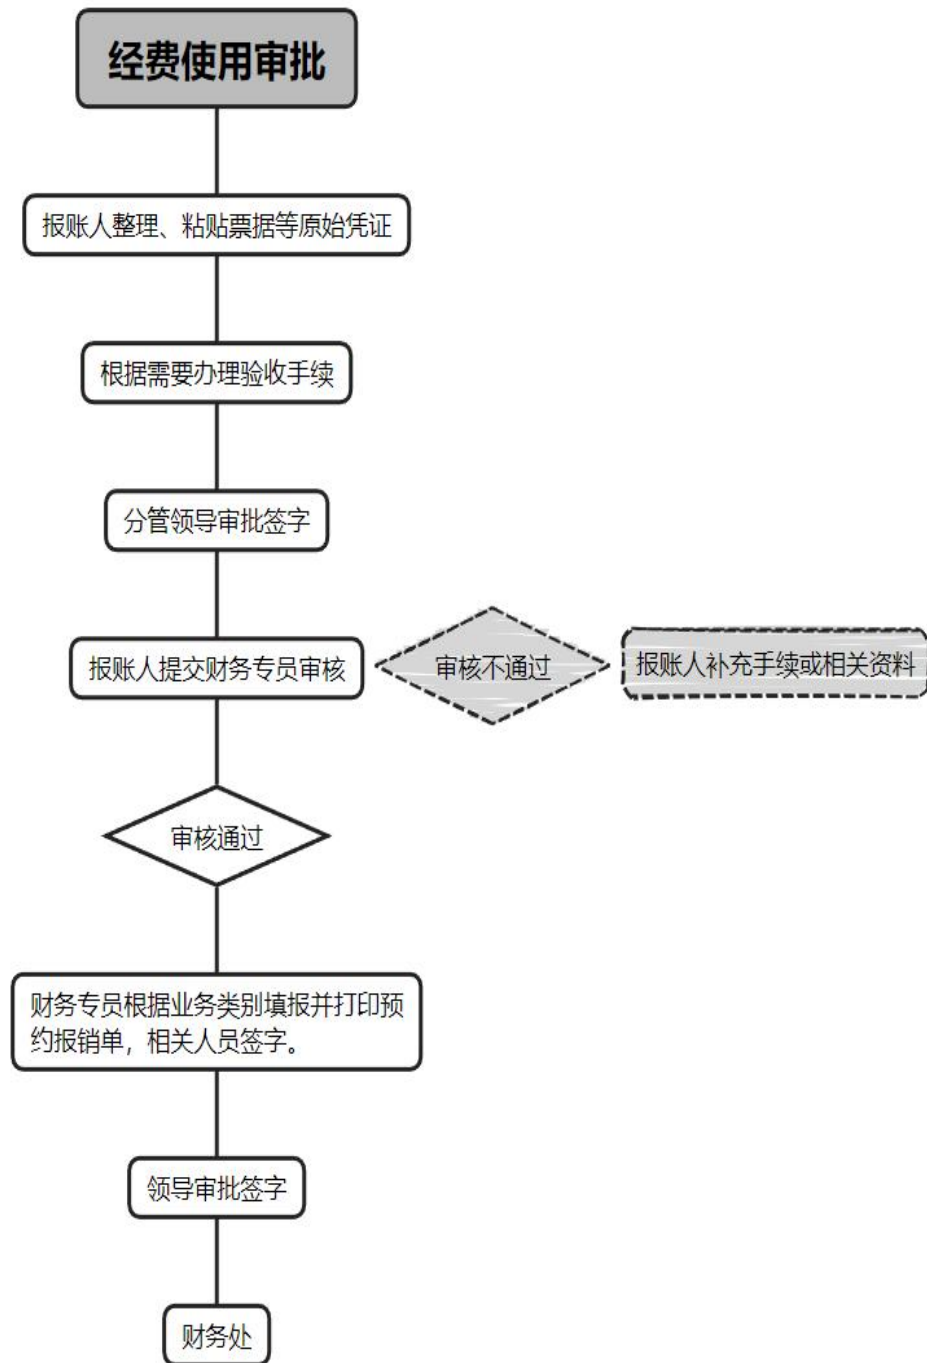 经费使用审批
报账人整理、粘贴票据等原始凭证
根据需要办理验收手续
分管领导审批签字
报账人提交财务专员审核
审核不通过
报账人补充手续或相关资料
审核通过
财务专员根据业务类别填报并打印预
约报销单，相关人员签字。
领导审批签字
财务处